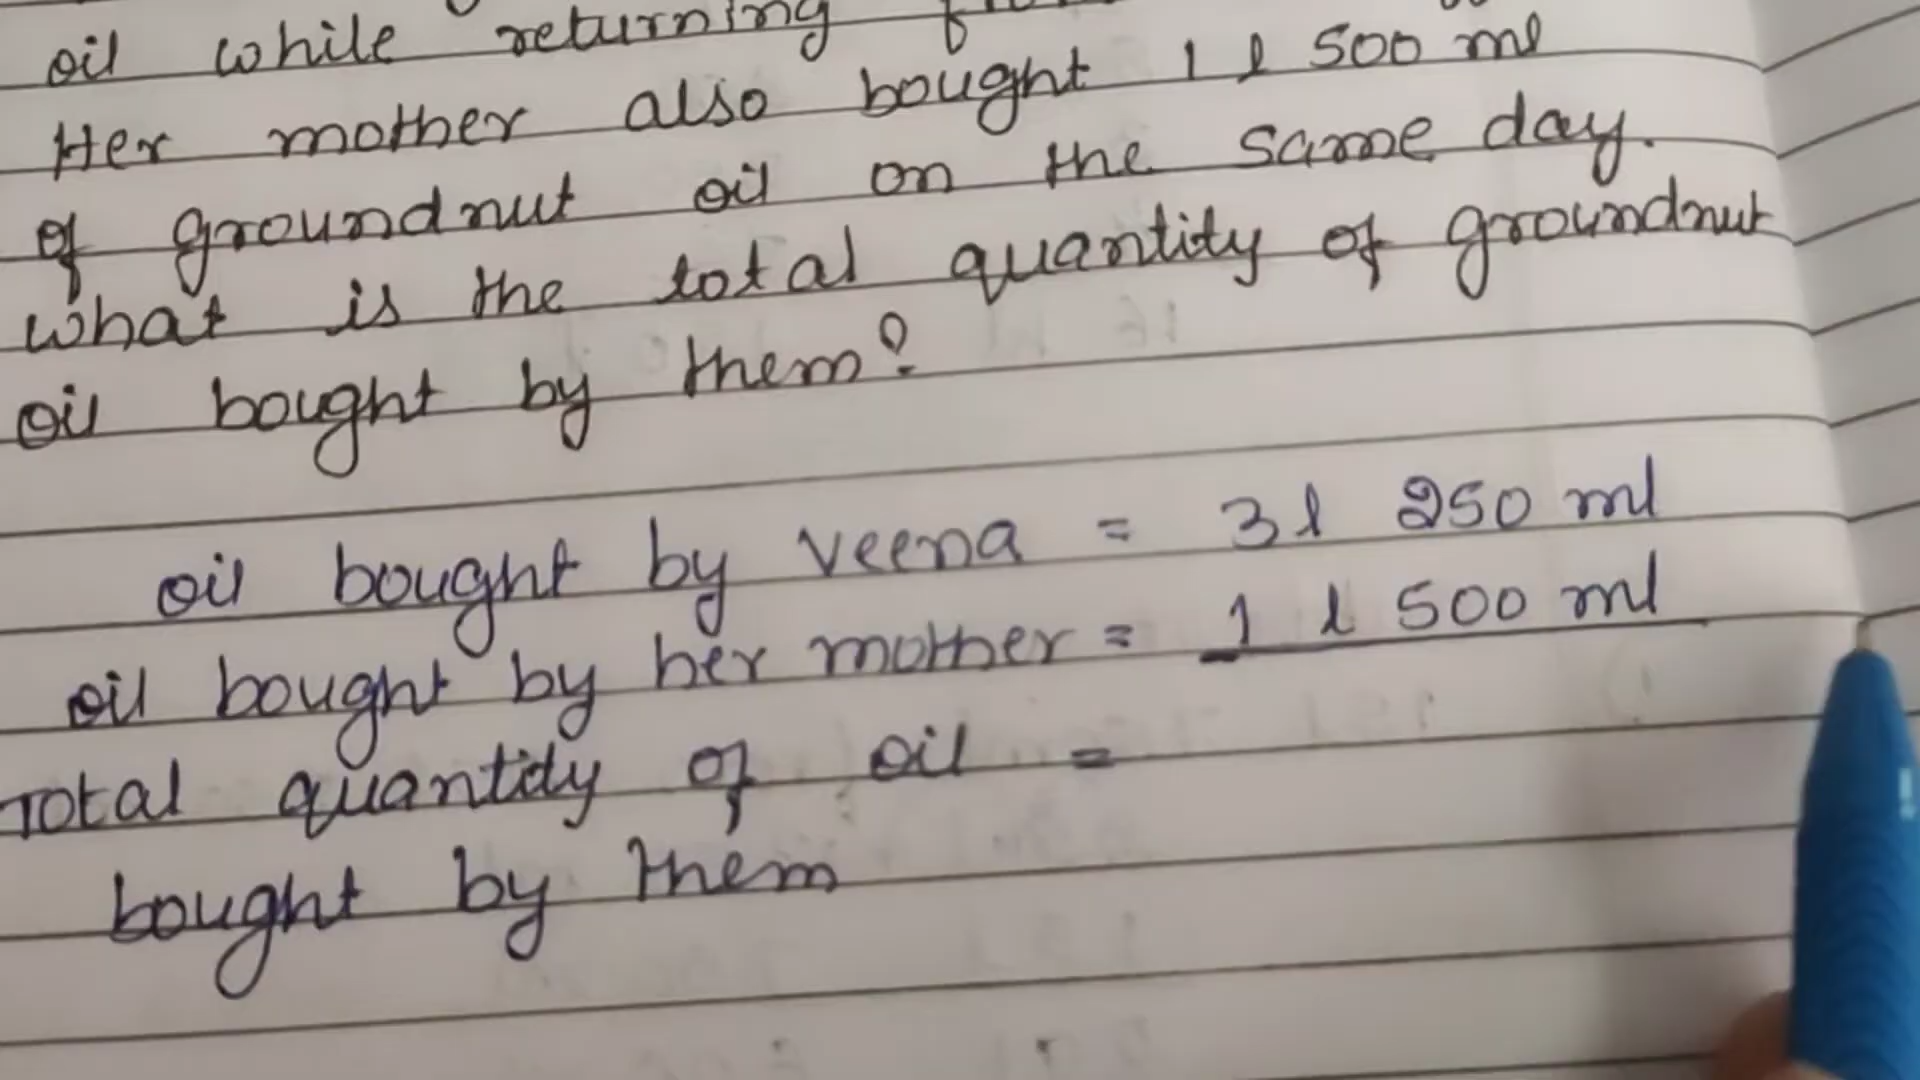 oil while returning
Her mother also bought 1 l 500 ml
of groundnut oil on the same day.
What is the total quantity of groundnut
oil bought by them?
oil bought by Veena = 3 l 250 ml
oil bought by her mother = 1 l 500 ml
Total quantity of oil =
bought by them